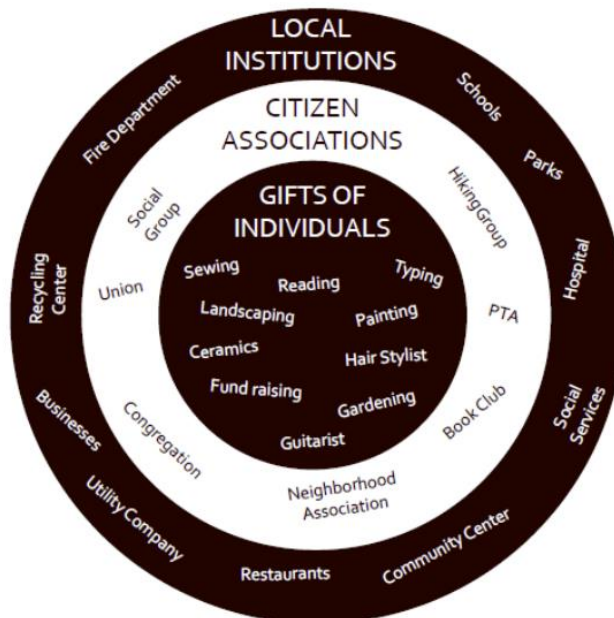 LOCAL
INSTITUTIONS
Fire Department
Schools
Parks
Recycling
Center
Hospital
Businesses
Social
Services
Utility Company
Community Center
Restaurants
CITIZEN
ASSOCIATIONS
Social
Group
HikingGroup
Union
PTA
Congregation
Book Club
Neighborhood
Association
GIFTS OF
INDIVIDUALS
Sewing
Reading
Typing
Landscaping
Painting
Ceramics
Hair Stylist
Fund raising
Gardening
Guitarist